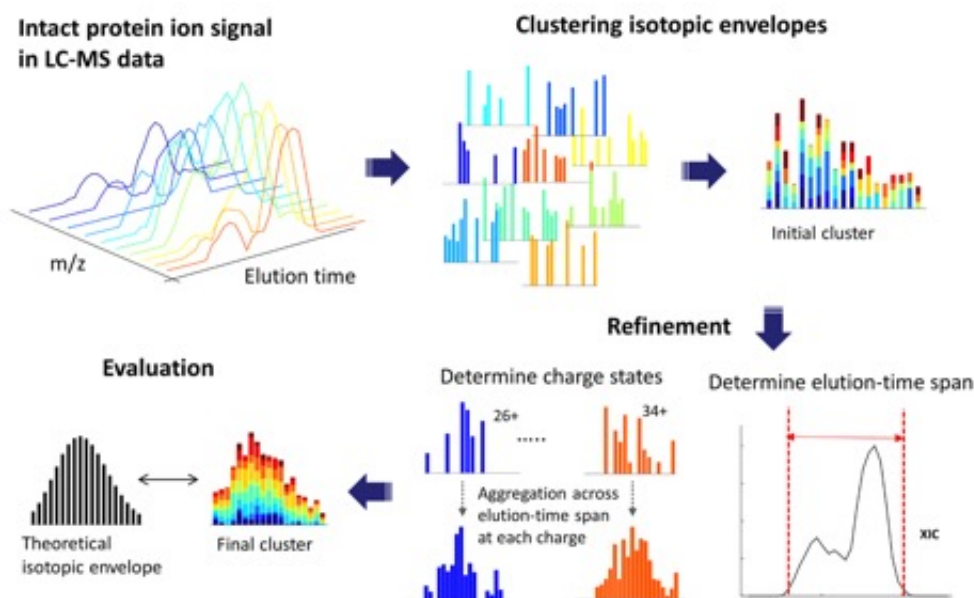 Intact protein ion signal
in LC-MS data
m/z
Elution time
Clustering isotopic envelopes
Initial cluster
Refinement
Determine elution-time span
XIC
Determine charge states
26+
.....
34+
Aggregation across
elution-time span
at each charge
Evaluation
Theoretical
isotopic envelope
Final cluster